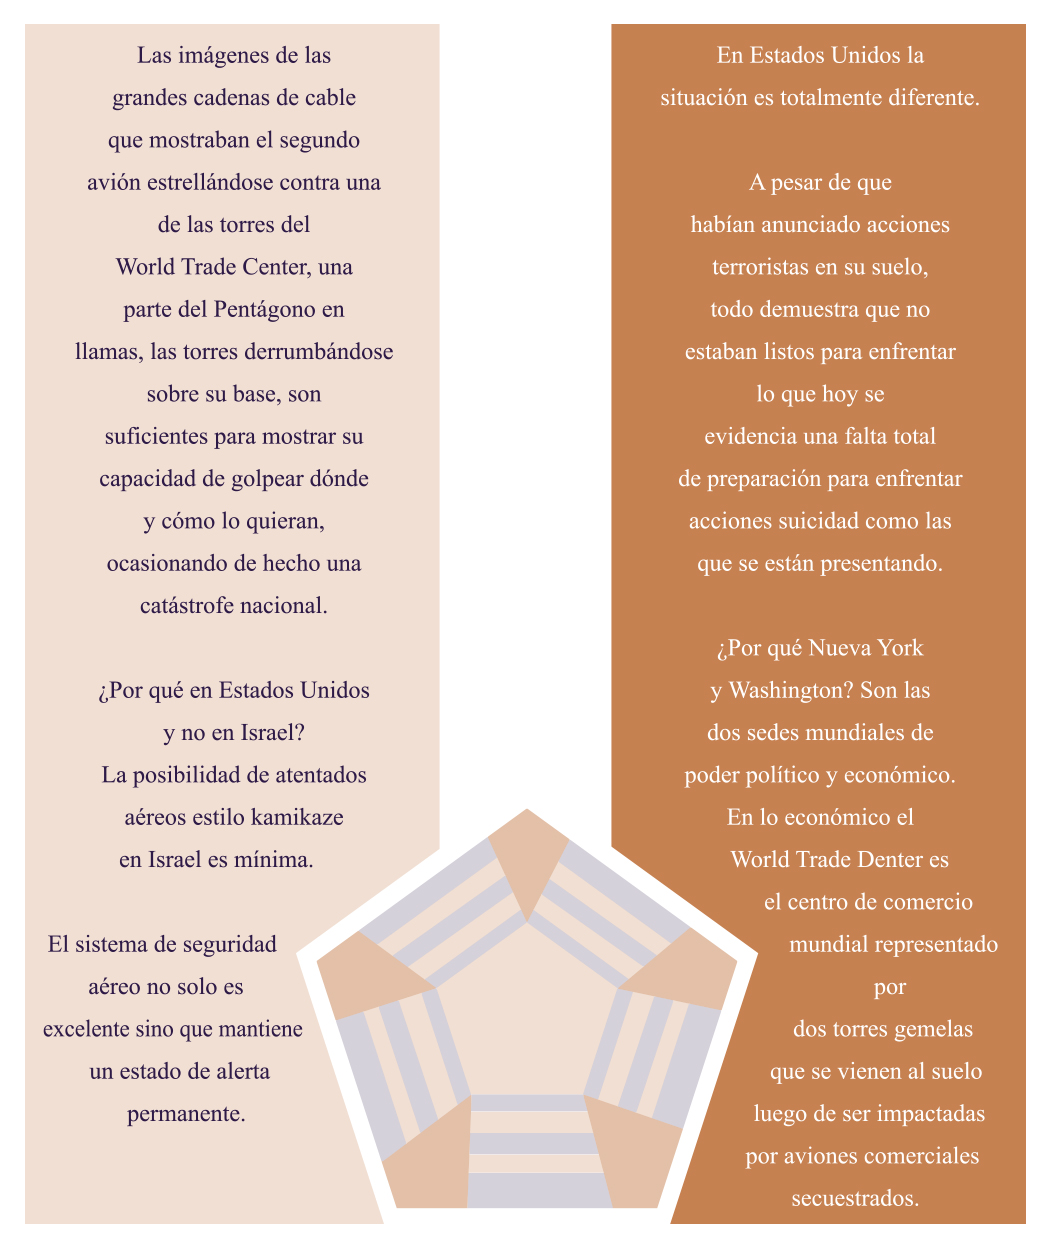 Las imágenes de las
grandes cadenas de cable
que mostraban el segundo
avión estrellándose contra una
de las torres del
World Trade Center, una
parte del Pentágono en
llamas, las torres derrumbándose
sobre su base, son
suficientes para mostrar su
capacidad de golpear dónde
y cómo lo quieran,
ocasionando de hecho una
catástrofe nacional.
¿Por qué en Estados Unidos
y no en Israel?
La posibilidad de atentados
aéreos estilo kamikaze
en Israel es mínima.
El sistema de seguridad
aéreo no solo es
excelente sino que mantiene
un estado de alerta
permanente.
En Estados Unidos la
situación es totalmente diferente.
A pesar de que
habían anunciado acciones
terroristas en su suelo,
todo demuestra que no
estaban listos para enfrentar
lo que hoy se
evidencia una falta total
de preparación para enfrentar
acciones suicidad como las
que se están presentando.
¿Por qué Nueva York
y Washington? Son las
dos sedes mundiales de
poder político y económico.
En lo económico el
World Trade Denter es
el centro de comercio
mundial representado
por
dos torres gemelas
que se vienen al suelo
luego de ser impactadas
por aviones comerciales
secuestrados.